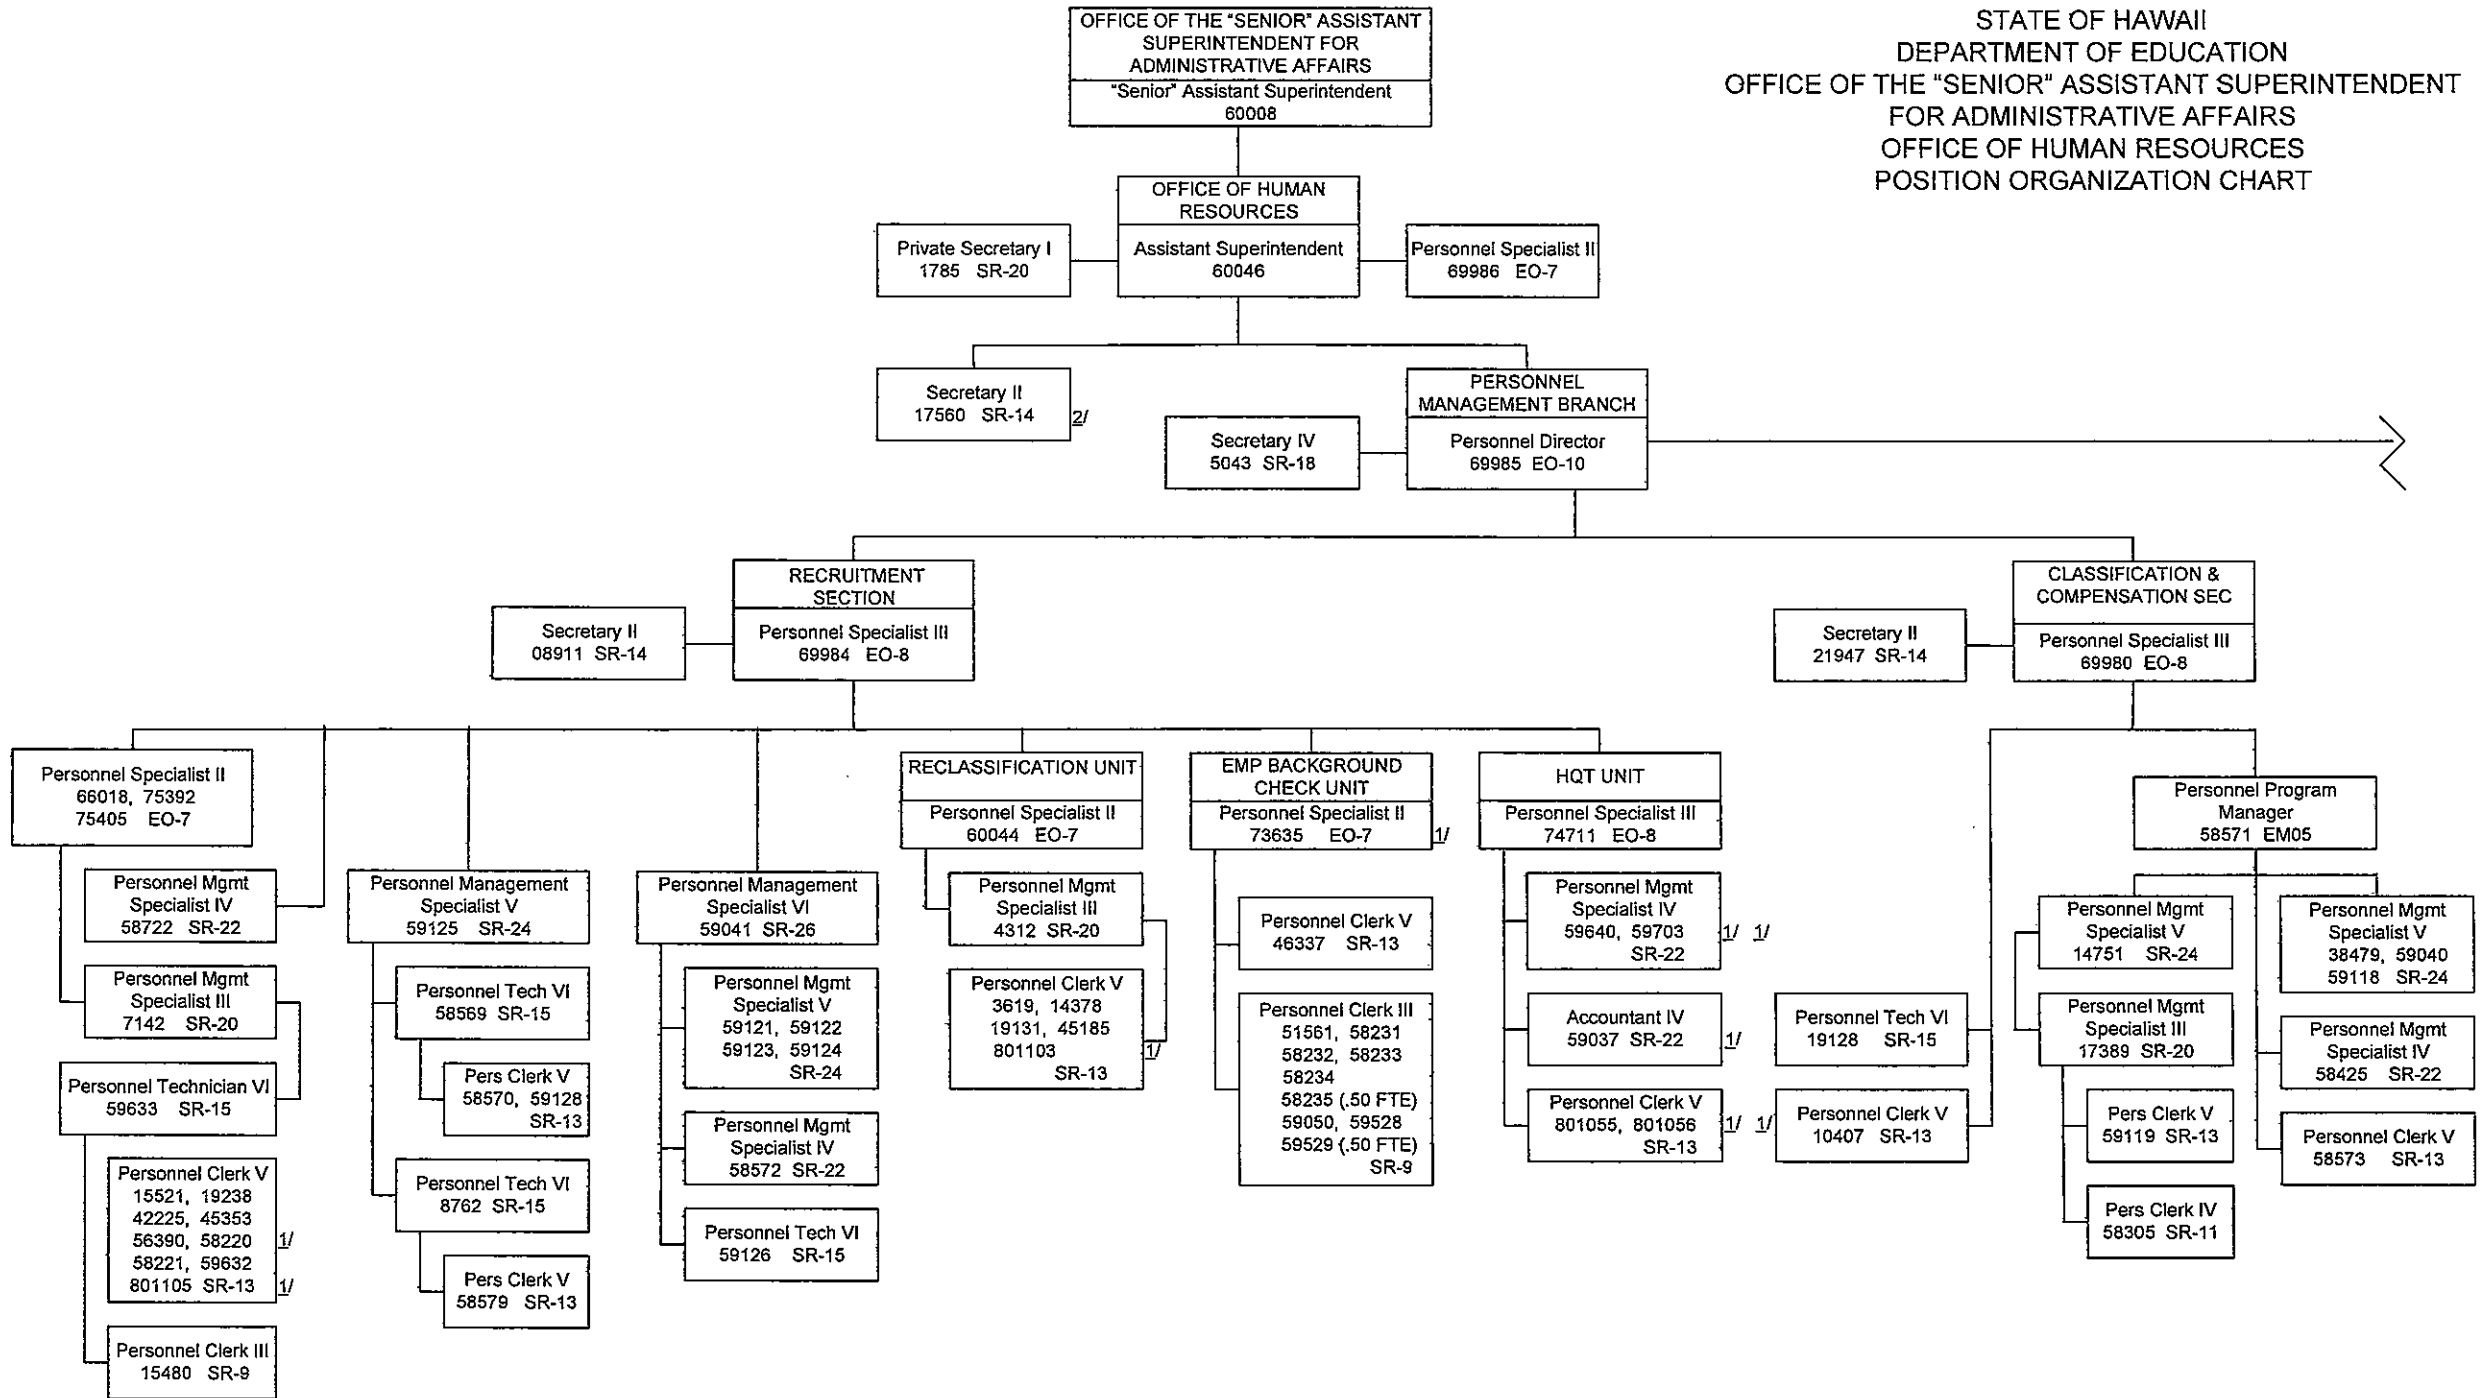 STATE OF HAWAII
DEPARTMENT OF EDUCATION
OFFICE OF THE "SENIOR" ASSISTANT SUPERINTENDENT
FOR ADMINISTRATIVE AFFAIRS
OFFICE OF HUMAN RESOURCES
POSITION ORGANIZATION CHART
OFFICE OF THE "SENIOR" ASSISTANT
SUPERINTENDENT FOR
ADMINISTRATIVE AFFAIRS
"Senior" Assistant Superintendent
60008
OFFICE OF HUMAN
RESOURCES
Assistant Superintendent
60046
Private Secretary I
1785 SR-20
Personnel Specialist II
69986 EO-7
Secretary II
17560 SR-14
2/
PERSONNEL
MANAGEMENT BRANCH
Personnel Director
69985 EO-10
Secretary IV
5043 SR-18
RECRUITMENT
SECTION
Personnel Specialist III
69984 EO-8
Secretary II
08911 SR-14
CLASSIFICATION &
COMPENSATION SEC
Personnel Specialist III
69980 EO-8
Secretary II
21947 SR-14
Personnel Specialist II
66018, 75392
75405 EO-7
Personnel Mgmt
Specialist IV
58722 SR-22
Personnel Mgmt
Specialist III
7142 SR-20
Personnel Technician VI
59633 SR-15
Personnel Clerk V
15521, 19238
42225, 45353
56390, 58220 1/
58221, 59632
801105 SR-13 1/
Personnel Clerk III
15480 SR-9
Personnel Management
Specialist V
59125 SR-24
Personnel Tech VI
58569 SR-15
Pers Clerk V
58570, 59128
SR-13
Personnel Tech VI
8762 SR-15
Pers Clerk V
58579 SR-13
Personnel Management
Specialist VI
59041 SR-26
Personnel Mgmt
Specialist V
59121, 59122
59123, 59124
SR-24
Personnel Mgmt
Specialist IV
58572 SR-22
Personnel Tech VI
59126 SR-15
RECLASSIFICATION UNIT
Personnel Specialist II
60044 EO-7
Personnel Mgmt
Specialist III
4312 SR-20
Personnel Clerk V
3619, 14378
19131, 45185
801103 1/
SR-13
EMP BACKGROUND
CHECK UNIT
Personnel Specialist II
73635 EO-7 1/
Personnel Clerk V
46337 SR-13
Personnel Clerk III
51561, 58231
58232, 58233
58234
58235 (.50 FTE)
59050, 59528
59529 (.50 FTE)
SR-9
HQT UNIT
Personnel Specialist III
74711 EO-8
Personnel Mgmt
Specialist IV
59640, 59703 1/ 1/
SR-22
Accountant IV
59037 SR-22 1/
Personnel Clerk V
801055, 801056 1/ 1/
SR-13
Personnel Tech VI
19128 SR-15
Personnel Clerk V
10407 SR-13
Personnel Program
Manager
58571 EM05
Personnel Mgmt
Specialist V
14751 SR-24
Personnel Mgmt
Specialist III
17389 SR-20
Pers Clerk V
59119 SR-13
Pers Clerk IV
58305 SR-11
Personnel Mgmt
Specialist V
38479, 59040
59118 SR-24
Personnel Mgmt
Specialist IV
58425 SR-22
Personnel Clerk V
58573 SR-13